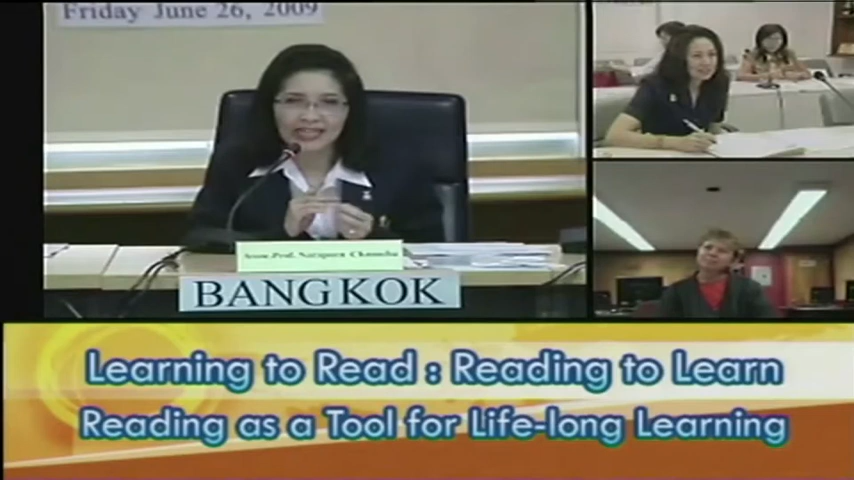 Friday June 26, 2009
BANGKOK
Learning to Read : Reading to Learn
Reading as a Tool for Life-long Learning